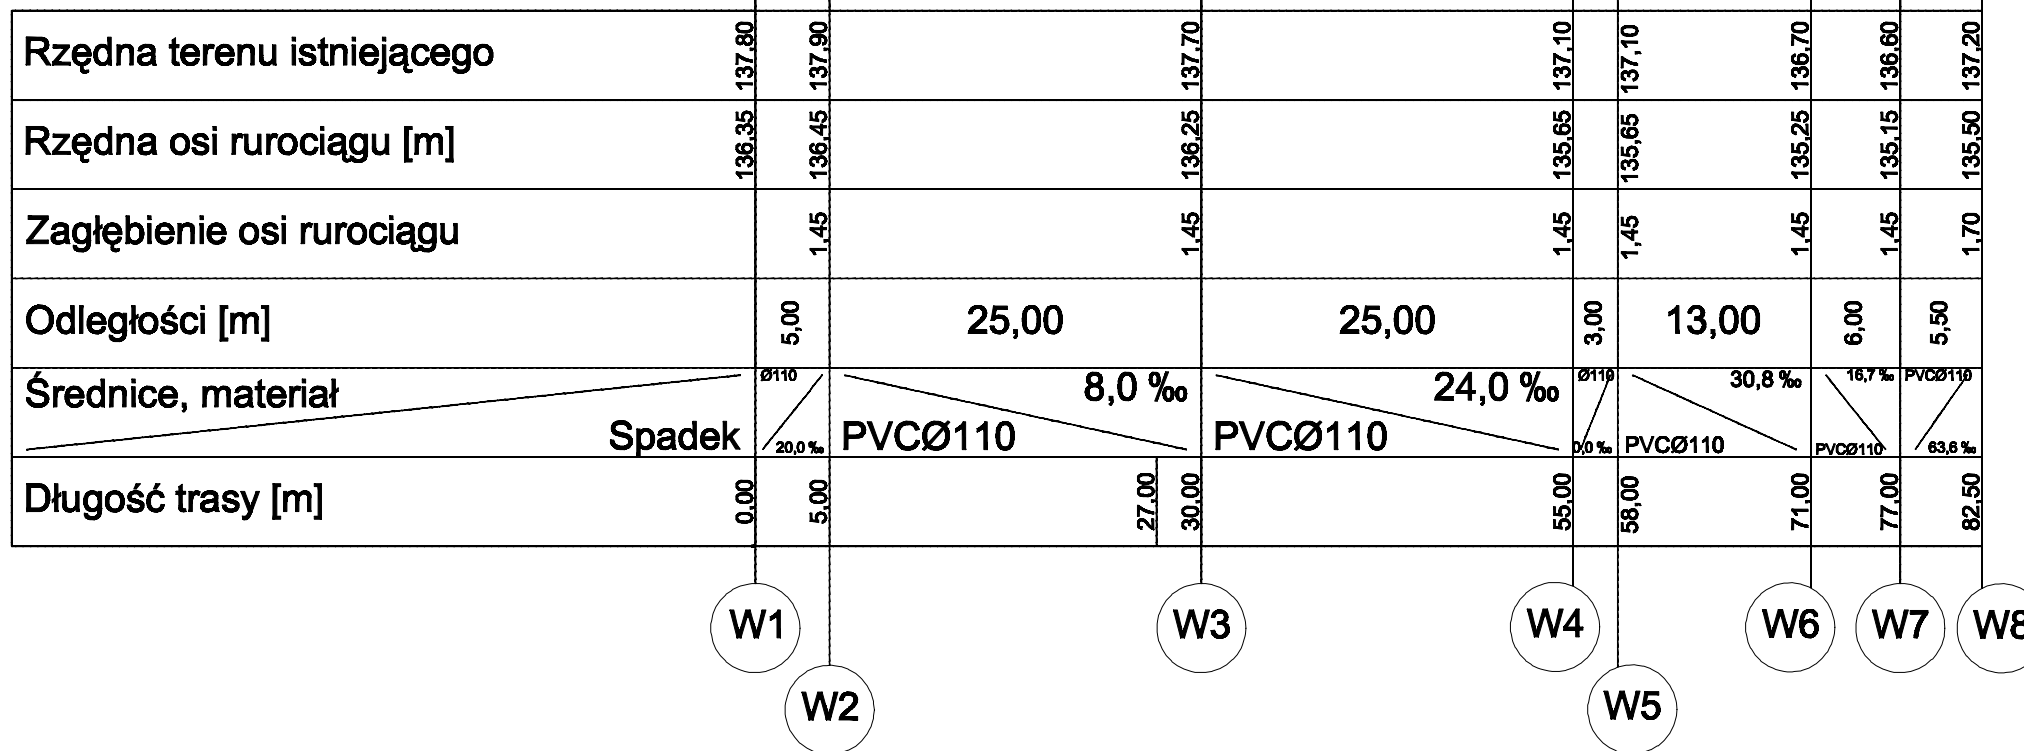 Rzędna terenu istniejącego 137,80 137,90 137,70 137,10 137,10 136,70 136,60 137,20
Rzędna osi rurociągu [m] 136,35 136,45 136,25 135,65 135,65 135,25 135,15 135,50
Zagłębienie osi rurociągu 1,45 1,45 1,45 1,45 1,45 1,45 1,70
Odległości [m] 5,00 25,00 25,00 3,00 13,00 6,00 5,50
Średnice, materiał Ø110 8,0 ‰ 24,0 ‰ Ø110 30,8 ‰ 16,7 ‰ PVCØ110
Spadek 20,0 ‰ PVCØ110 PVCØ110 0,0 ‰ PVCØ110 PVCØ110 63,6 ‰
Długość trasy [m] 0,00 5,00 27,00 30,00 55,00 58,00 71,00 77,00 82,50
W1 W3 W4 W6 W7 W8
W2 W5